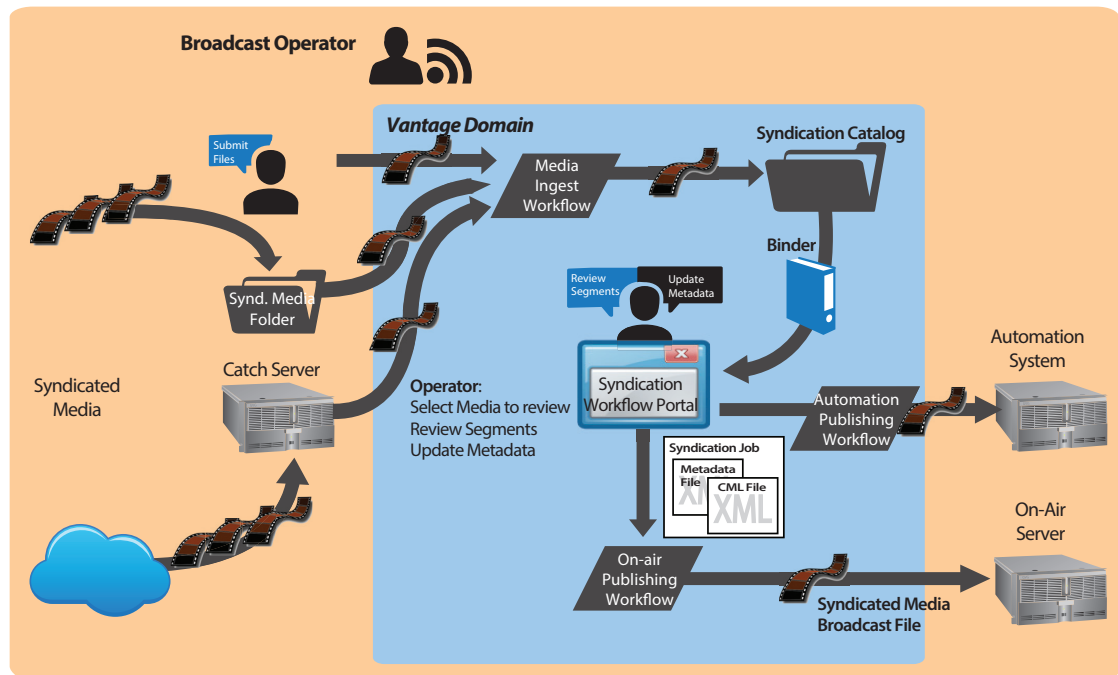 Broadcast Operator
Vantage Domain
Submit
Files
Media
Ingest
Workflow
Syndication Catalog
Binder
Synd. Media
Folder
Review
Segments
Update
Metadata
Syndicated
Media
Catch Server
Operator:
Select Media to review
Review Segments
Update Metadata
Syndication
Workflow Portal
Automation
Publishing
Workflow
Automation
System
Syndication Job
Metadata
File
XML
CML File
XML
On-air
Publishing
Workflow
Syndicated Media
Broadcast File
On-Air
Server